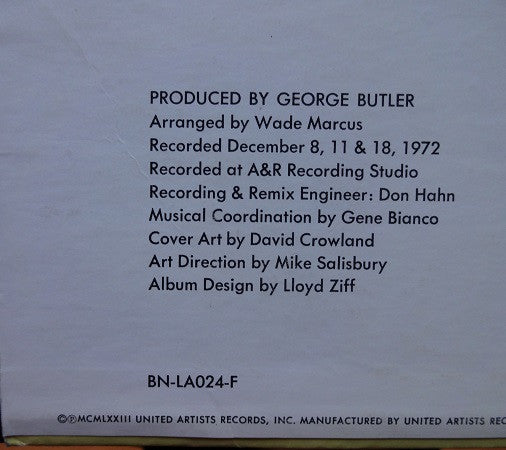 PRODUCED BY GEORGE BUTLER
Arranged by Wade Marcus
Recorded December 8, 11 & 18, 1972
Recorded at A&R Recording Studio
Recording & Remix Engineer: Don Hahn
Musical Coordination by Gene Bianco
Cover Art by David Crowland
Art Direction by Mike Salisbury
Album Design by Lloyd Ziff
BN-LA024-F
©℗MCMLXXIII UNITED ARTISTS RECORDS, INC. MANUFACTURED BY UNITED ARTISTS REC